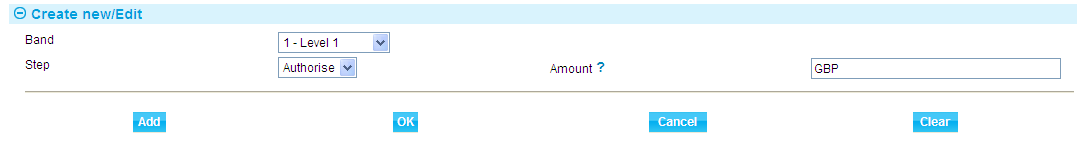 Create new/Edit
Band 1 - Level 1
Step Authorise Amount ? GBP
Add OK Cancel Clear